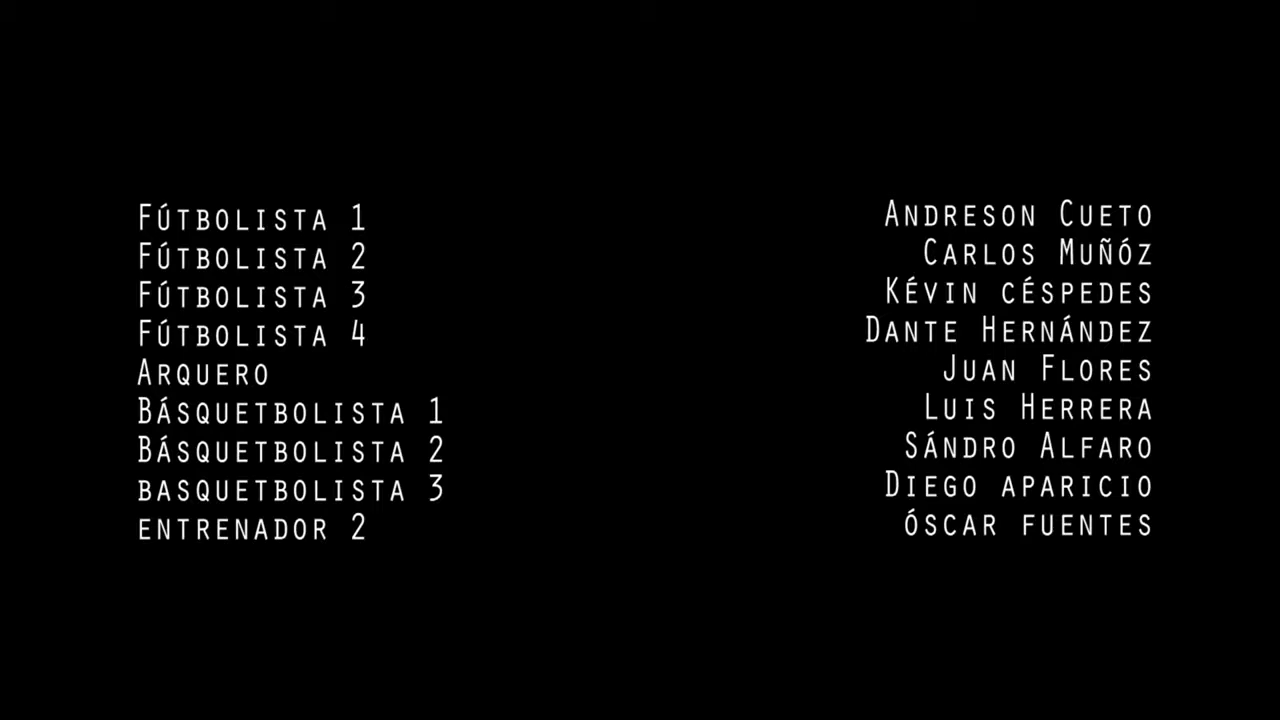 Fútbolista 1 Andreson Cueto
Fútbolista 2 Carlos Muñóz
Fútbolista 3 Kévin céspedes
Fútbolista 4 Dante Hernández
Arquero Juan Flores
Básquetbolista 1 Luis Herrera
Básquetbolista 2 Sándro Alfaro
basquetbolista 3 Diego aparicio
entrenador 2 óscar fuentes